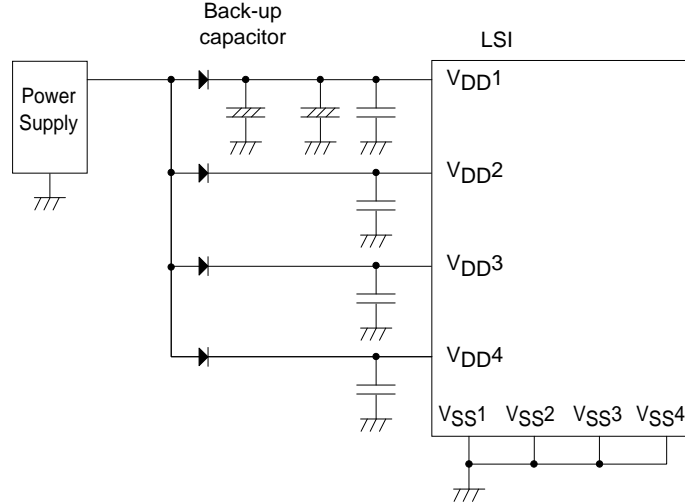 Back-up
capacitor
LSI
Power
Supply
VDD1
VDD2
VDD3
VDD4
VSS1 VSS2 VSS3 VSS4